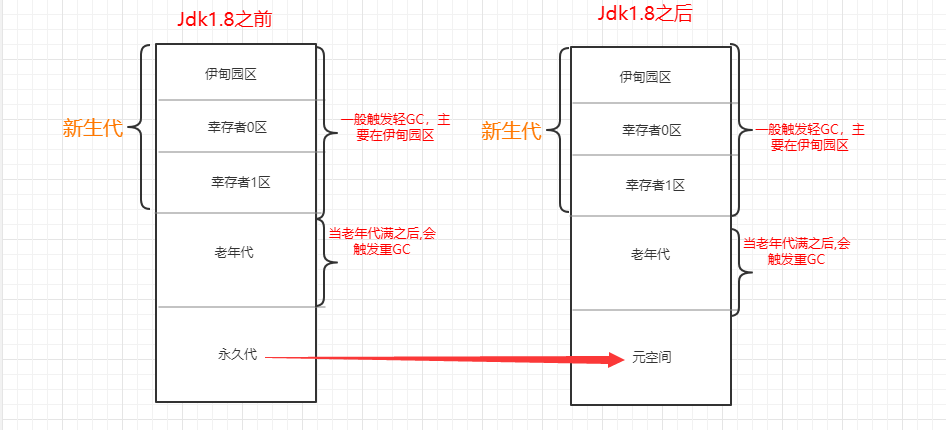 Jdk1.8之前
伊甸园区
新生代
幸存者0区
一般触发轻GC，主
要在伊甸园区
幸存者1区
老年代
当老年代满之后,会
触发重GC
永久代
Jdk1.8之后
伊甸园区
新生代
幸存者0区
一般触发轻GC，主
要在伊甸园区
幸存者1区
老年代
当老年代满之后,会
触发重GC
元空间